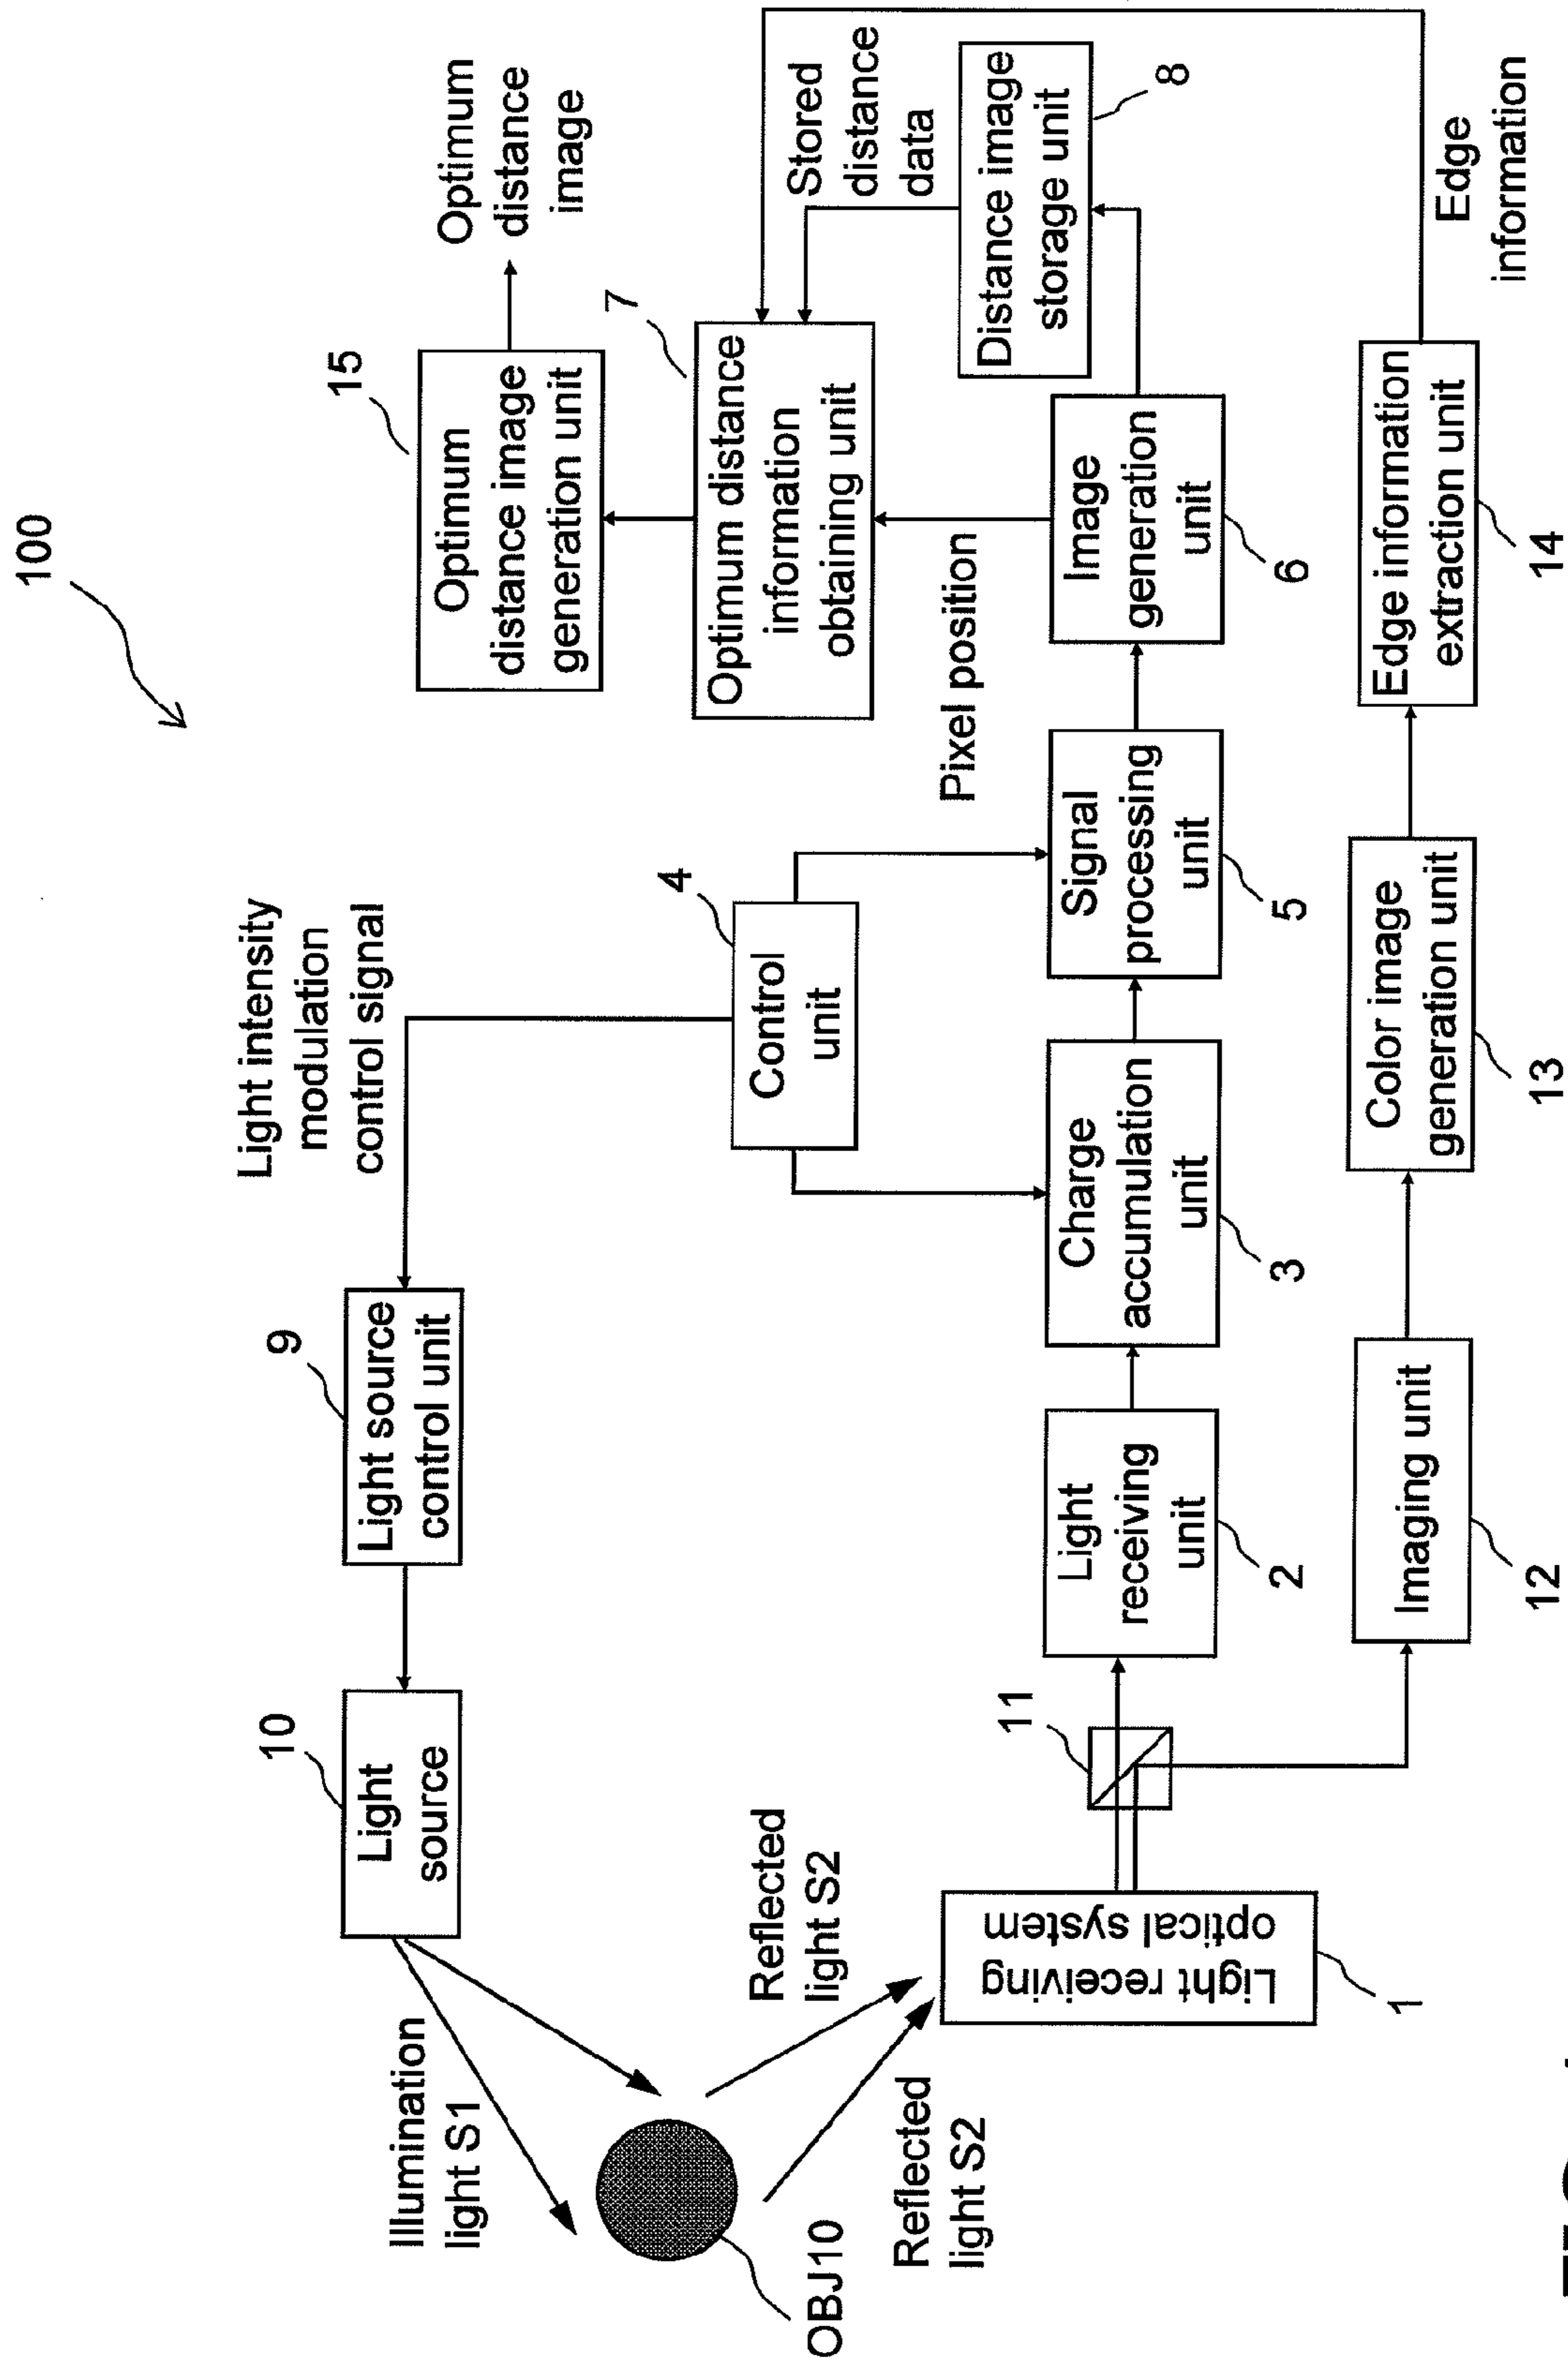 100
Light intensity
modulation
control signal
10
Light
source
9
Light source
control unit
15
Optimum
distance image
generation unit
Optimum
distance
image
Illumination
light S1
OBJ10
Reflected
light S2
Reflected
light S2
4
Control
unit
7
Optimum distance
information
obtaining unit
Stored
distance
data
Pixel position
Distance image
storage unit
8
Light receiving
optical system
1
11
Light
receiving
unit
2
Charge
accumulation
unit
3
Signal
processing
unit
5
Image
generation
unit
6
Imaging unit
12
Color image
generation unit
13
Edge information
extraction unit
14
Edge
information